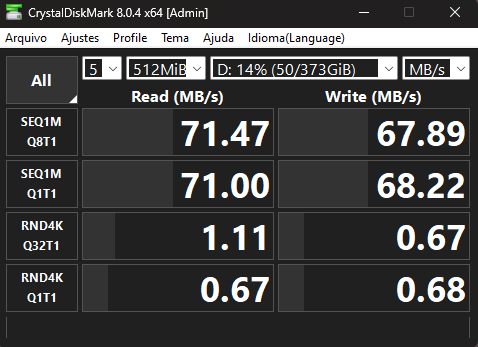 CrystalDiskMark 8.0.4 x64 [Admin]
Arquivo Ajustes Profile Tema Ajuda Idioma(Language)
All 5 512MiB D: 14% (50/373GiB) MB/s
Read (MB/s) Write (MB/s)
SEQ1M Q8T1 71.47 67.89
SEQ1M Q1T1 71.00 68.22
RND4K Q32T1 1.11 0.67
RND4K Q1T1 0.67 0.68